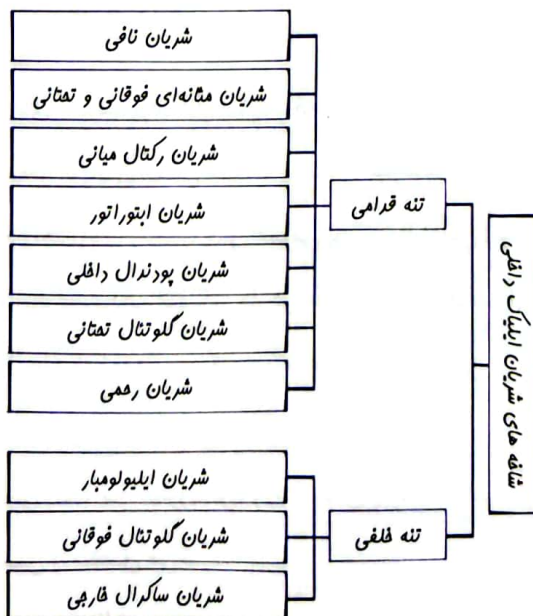 شاخه های شریان ایلیاک داخلی
تنه قدامی
شریان نافی
شریان مثانه‌ای فوقانی و تحتانی
شریان رکتال میانی
شریان ابتوراتور
شریان پودندال داخلی
شریان گلوتئال تحتانی
شریان رحمی
تنه خلفی
شریان ایلیولومبار
شریان گلوتئال فوقانی
شریان ساکرال خارجی